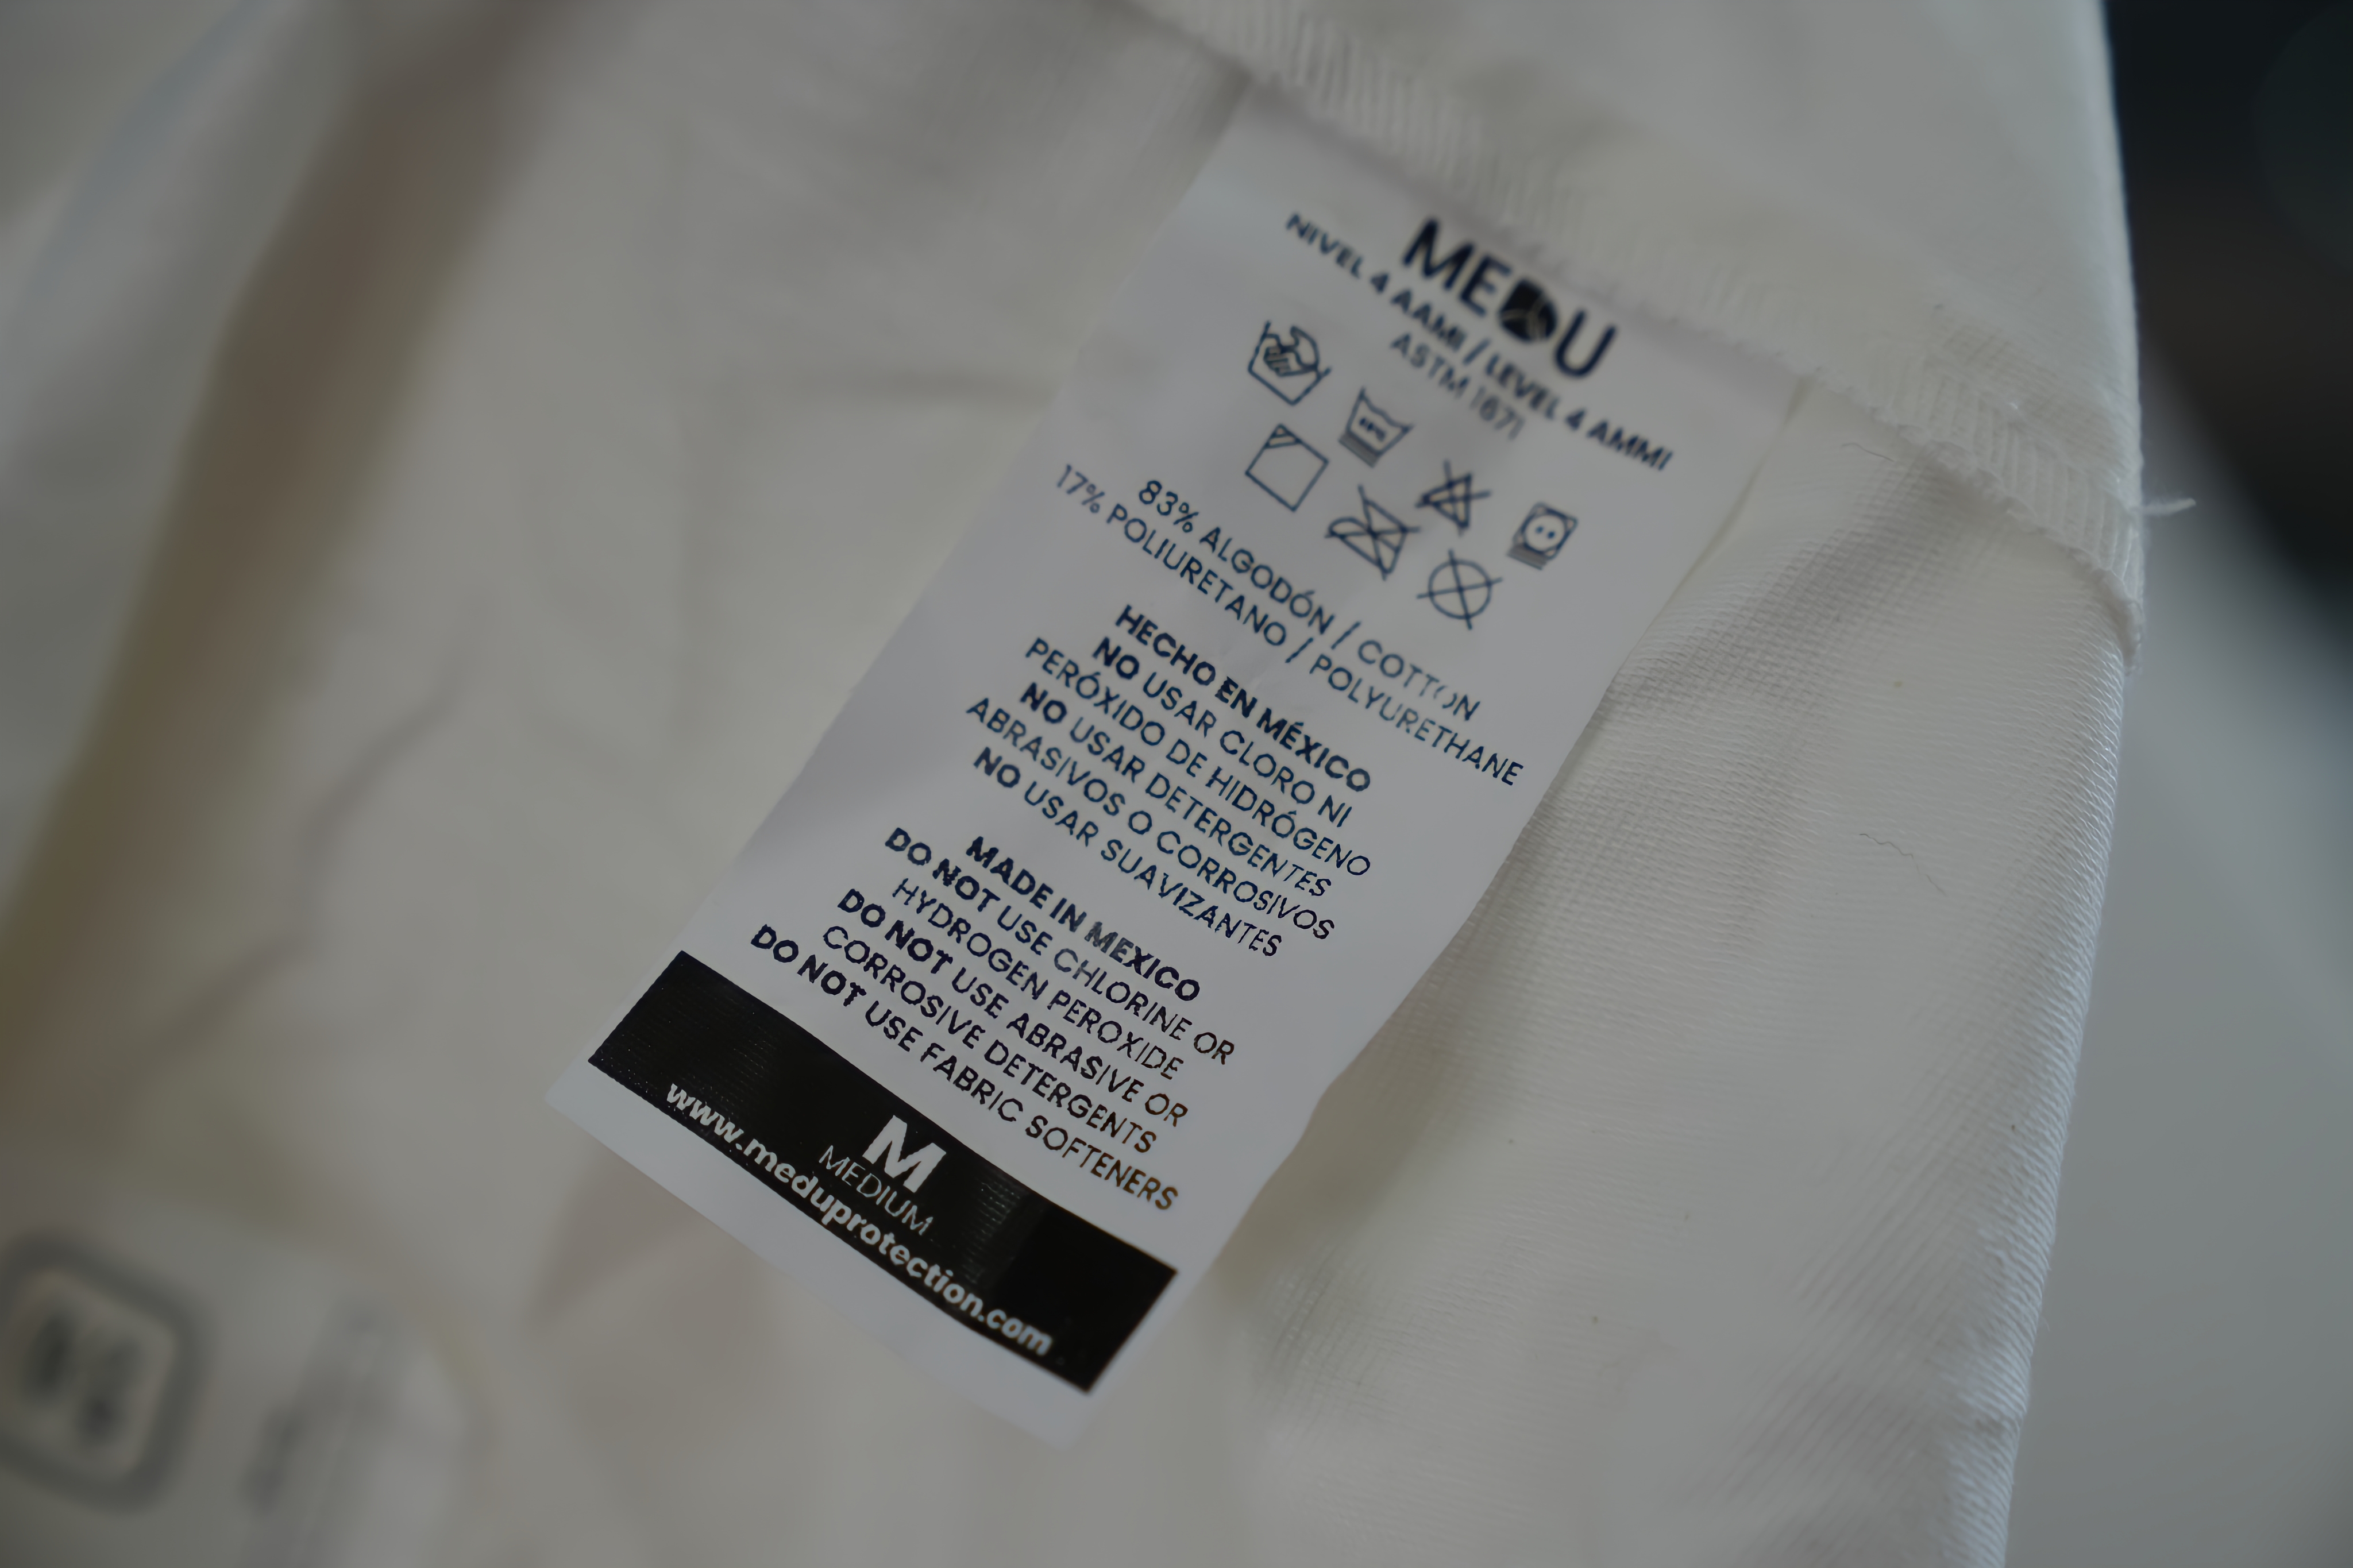 MEDU
NIVEL 4 AAMI / LEVEL 4 AMMI
ASTM 1671
83% ALGODÓN / COTTON
17% POLIURETANO / POLYURETHANE
HECHO EN MÉXICO
NO USAR CLORO NI
PERÓXIDO DE HIDRÓGENO
NO USAR DETERGENTES
ABRASIVOS O CORROSIVOS
NO USAR SUAVIZANTES
MADE IN MEXICO
DO NOT USE CHLORINE OR
HYDROGEN PEROXIDE
DO NOT USE ABRASIVE OR
CORROSIVE DETERGENTS
DO NOT USE FABRIC SOFTENERS
M
MEDIUM
www.meduprotection.com